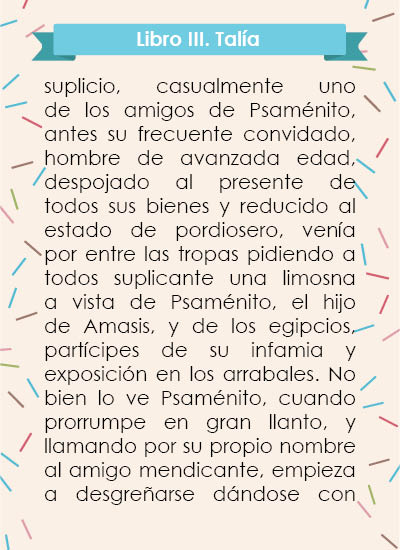 Libro III. Talía
suplicio, casualmente uno
de los amigos de Psaménito,
antes su frecuente convidado,
hombre de avanzada edad,
despojado al presente de
todos sus bienes y reducido al
estado de pordiosero, venía
por entre las tropas pidiendo a
todos suplicante una limosna
a vista de Psaménito, el hijo
de Amasis, y de los egipcios,
partícipes de su infamia y
exposición en los arrabales. No
bien lo ve Psaménito, cuando
prorrumpe en gran llanto, y
llamando por su propio nombre
al amigo mendicante, empieza
a desgreñarse dándose con